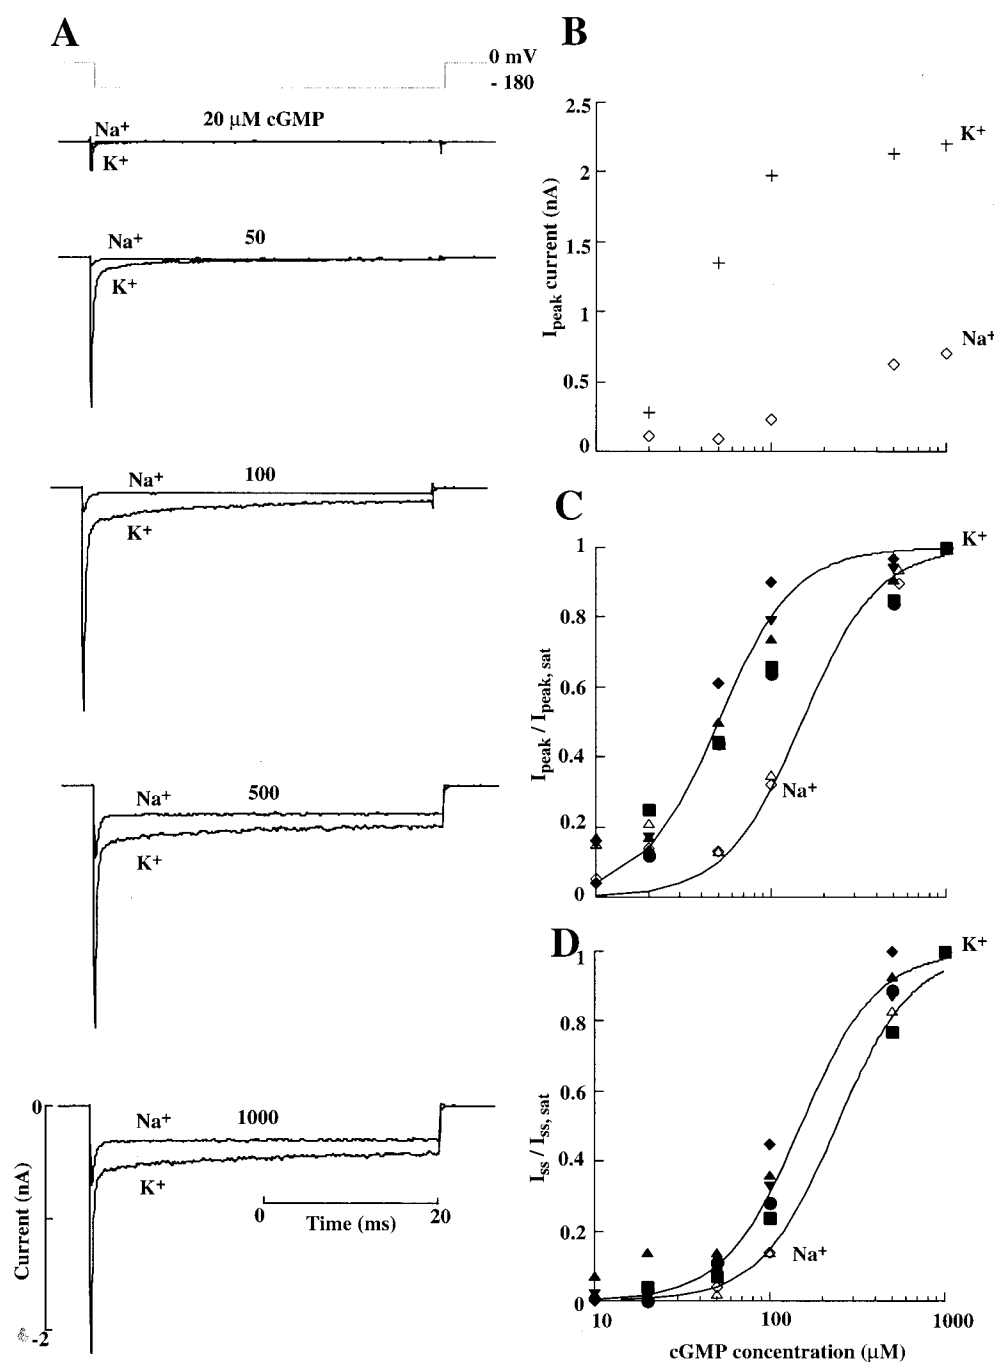 A
0 mV
- 180
20 µM cGMP
Na+
K+
50
Na+
K+
100
Na+
K+
500
Na+
K+
1000
Na+
K+
0
-2
Current (nA)
0
20
Time (ms)
B
2.5
2
1.5
1
0.5
0
Ipeak current (nA)
K+
Na+
C
1
0.8
0.6
0.4
0.2
0
Ipeak / Ipeak, sat
K+
Na+
D
1
0.8
0.6
0.4
0.2
0
Iss / Iss, sat
K+
Na+
10
100
1000
cGMP concentration (µM)